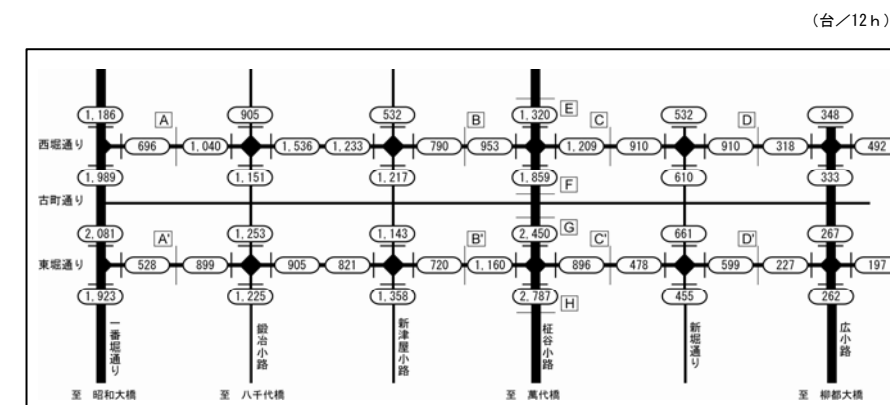 （台／12ｈ）
1,186 A 905 532 B 1,320 E C 532 D 348
西堀通り 696 1,040 1,536 1,233 790 953 1,209 910 910 318 492
1,989 1,151 1,217 1,859 F 610 333
古町通り
2,081 A' 1,253 1,143 B' 2,450 G C' 661 D' 267
東堀通り 528 899 905 821 720 1,160 896 478 599 227 197
1,923 1,225 1,358 2,787 H 455 262
一番堀通り
鍛冶小路
新津屋小路
柾谷小路
新堀通り
広小路
至 昭和大橋 至 八千代橋 至 萬代橋 至 柳都大橋